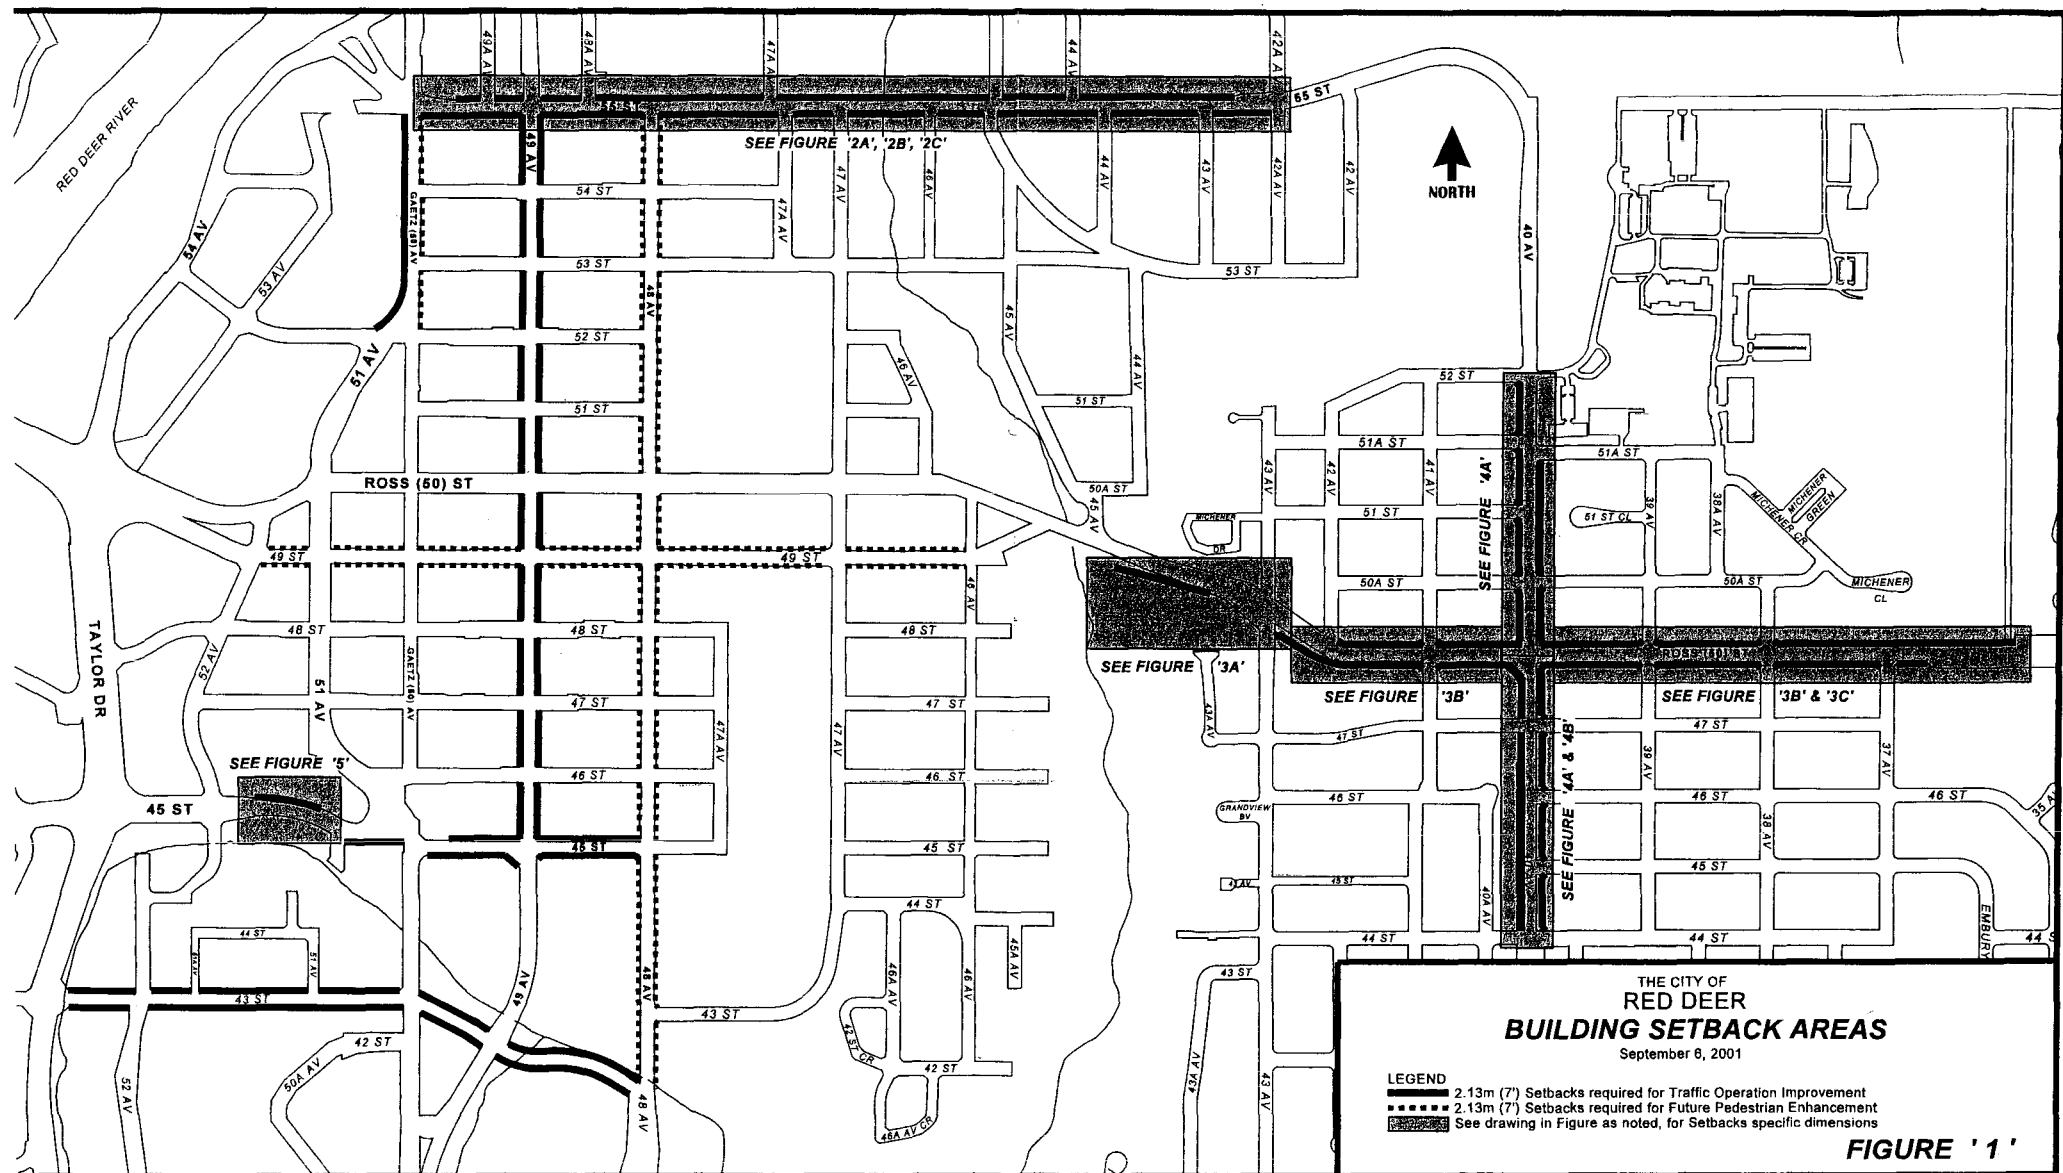 49A AV
48A AV
47A AV
44 AV
42A A
RED DEER RIVER
55 ST
49 AV
SEE FIGURE '2A', '2B', '2C'
NORTH
54 ST
GAETZ (50) AV
47A AV
47 AV
46 AV
44 AV
43 AV
42A AV
42 AV
40 AV
54 AV
53 AV
53 ST
53 ST
48 AV
45 AV
52 ST
51 AV
46 AV
44 AV
52 ST
51 ST
51 ST
51A ST
51A ST
43 AV
42 AV
41 AV
SEE FIGURE '4A'
ROSS (50) ST
50A ST
45 AV
MICHENER
DR
51 ST
51 ST CL
39 AV
38A AV
MICHENER CR
MICHENER
GREEN
49 ST
49 ST
46 AV
50A ST
50A ST
MICHENER
CL
TAYLOR DR
48 ST
48 ST
48 ST
52 AV
51 AV
GAETZ (50) AV
SEE FIGURE '3A'
ROSS (50) ST
SEE FIGURE '3B'
SEE FIGURE '3B' & '3C'
47 ST
47 ST
43A AV
47 ST
47 ST
47A AV
47 AV
SEE FIGURE '4A' & '4B'
39 AV
37 AV
SEE FIGURE '5'
46 ST
46 ST
46 ST
46 ST
46 ST
35 A
45 ST
GRANDVIEW
BV
38 AV
45 ST
45 ST
45 ST
45 ST
40A AV
EMBURY
44 ST
44 ST
44 ST
44 ST
44 S
51 AV
45A AV
43 ST
49 AV
48 AV
46A AV
46 AV
43 ST
43 ST
42 ST
42 ST CR
42 ST
50A AV
52 AV
48 AV
46A AV CR
43A AV
43 AV
THE CITY OF
RED DEER
BUILDING SETBACK AREAS
September 6, 2001
LEGEND
2.13m (7') Setbacks required for Traffic Operation Improvement
2.13m (7') Setbacks required for Future Pedestrian Enhancement
See drawing in Figure as noted, for Setbacks specific dimensions
FIGURE '1'